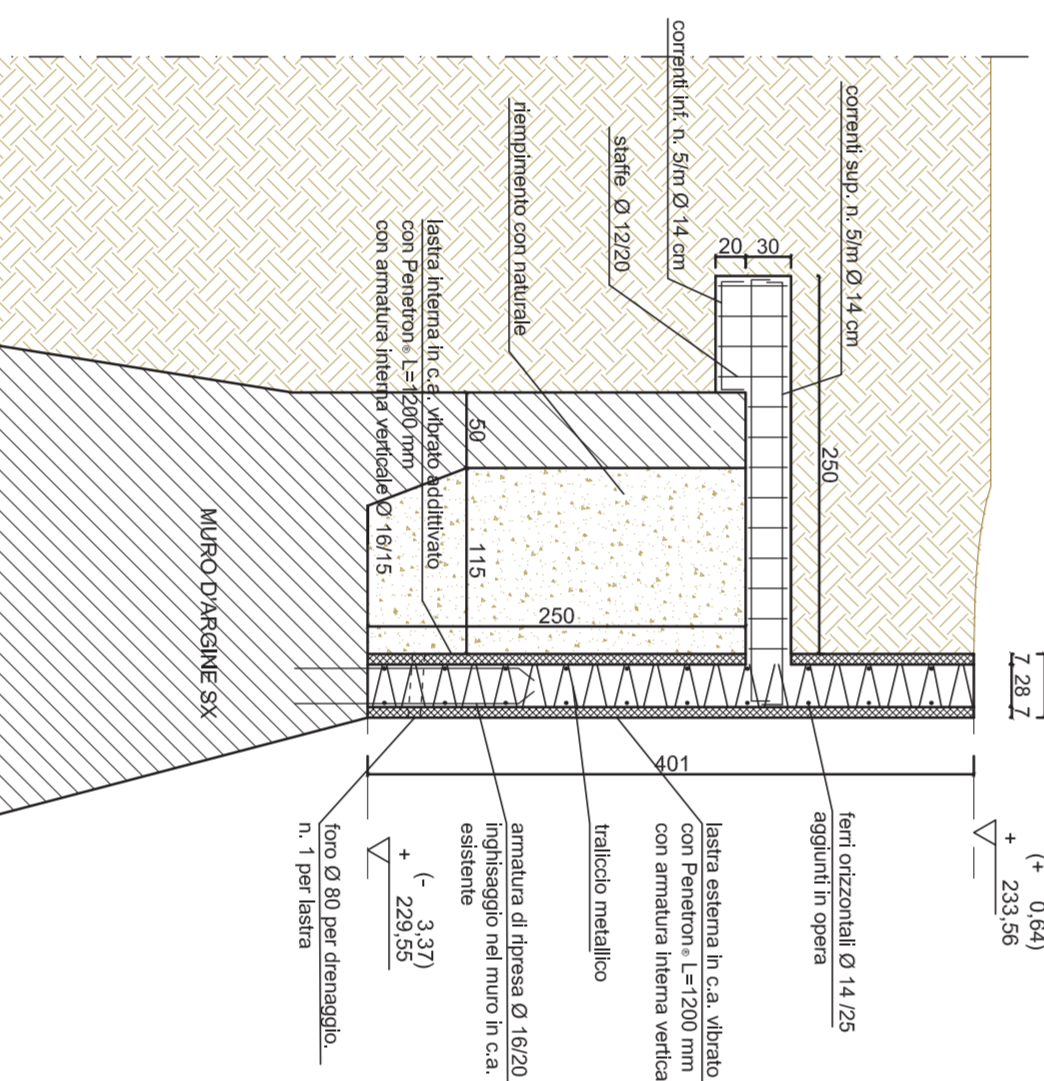 correnti sup. n. 5/m Ø 14 cm
correnti inf. n. 5/m Ø 14 cm
staffe Ø 12/20
riempimento con naturale
lastra interna in c.a. vibrato addittivato
con Penetron® L=1200 mm
con armatura interna verticale Ø 16/15
20
30
250
50
115
250
MURO D'ARGINE SX
7
28
7
401
(+ 0,64)
+ 233,56
ferri orizzontali Ø 14 /25
aggiunti in opera
lastra esterna in c.a. vibrato
con Penetron® L=1200 mm
con armatura interna vertica
traliccio metallico
armatura di ripresa Ø 16/20
inghisaggio nel muro in c.a.
esistente
(- 3,37)
+ 229,55
foro Ø 80 per drenaggio.
n. 1 per lastra